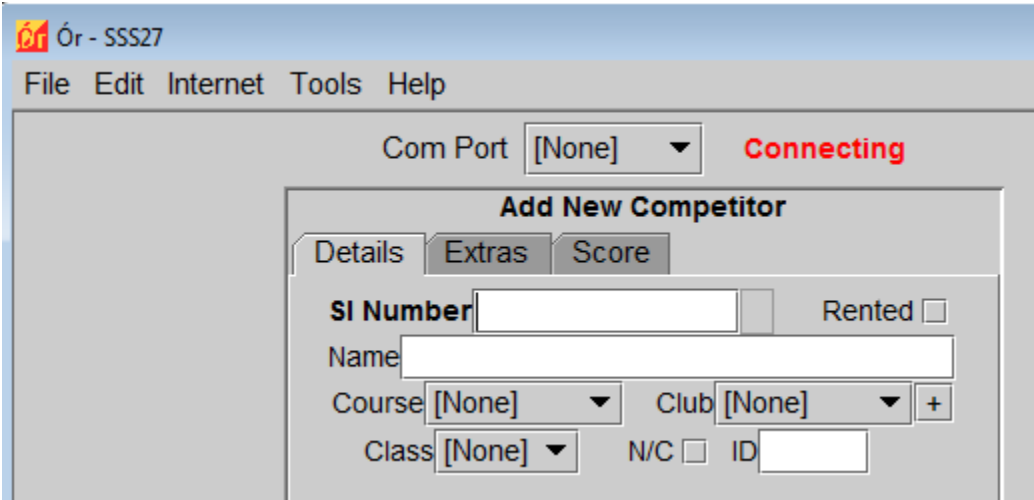 Ór Ór - SSS27
File Edit Internet Tools Help
Com Port [None] Connecting
Add New Competitor
Details Extras Score
SI Number Rented
Name
Course [None] Club [None] +
Class [None] N/C ID